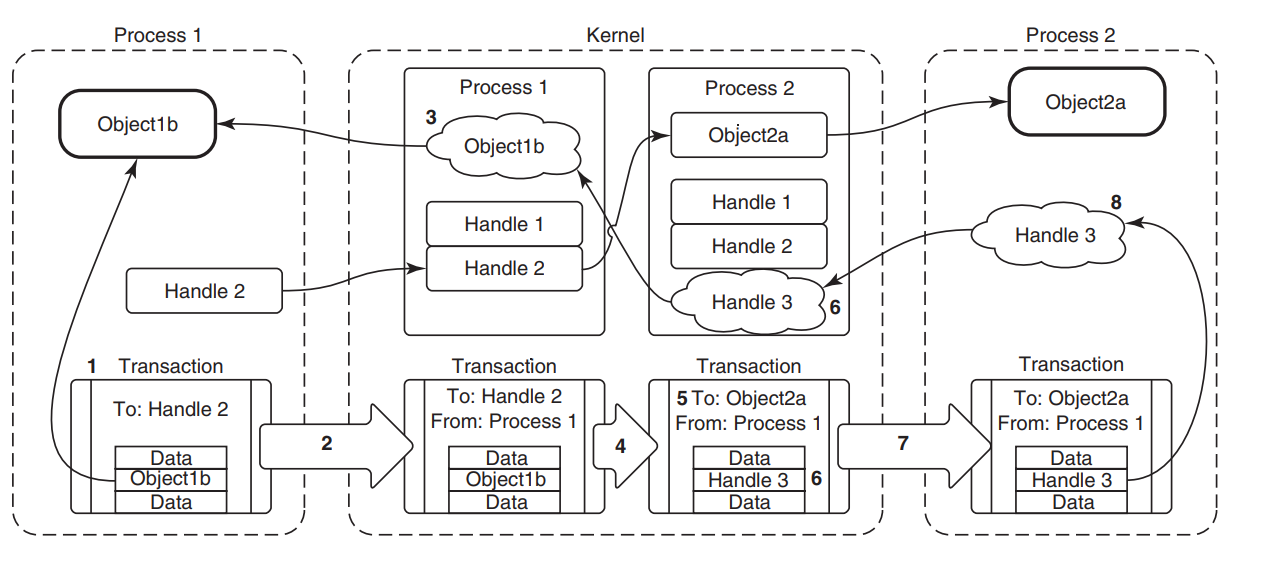 Process 1
Kernel
Process 2
Process 1
Process 2
Object1b
3
Object1b
Object2a
Object2a
Handle 1
Handle 2
Handle 1
Handle 2
Handle 3
6
8
Handle 3
Handle 2
1 Transaction
To: Handle 2
Data
Object1b
Data
2
Transaction
To: Handle 2
From: Process 1
Data
Object1b
Data
4
Transaction
5 To: Object2a
From: Process 1
Data
Handle 3 6
Data
7
Transaction
To: Object2a
From: Process 1
Data
Handle 3
Data